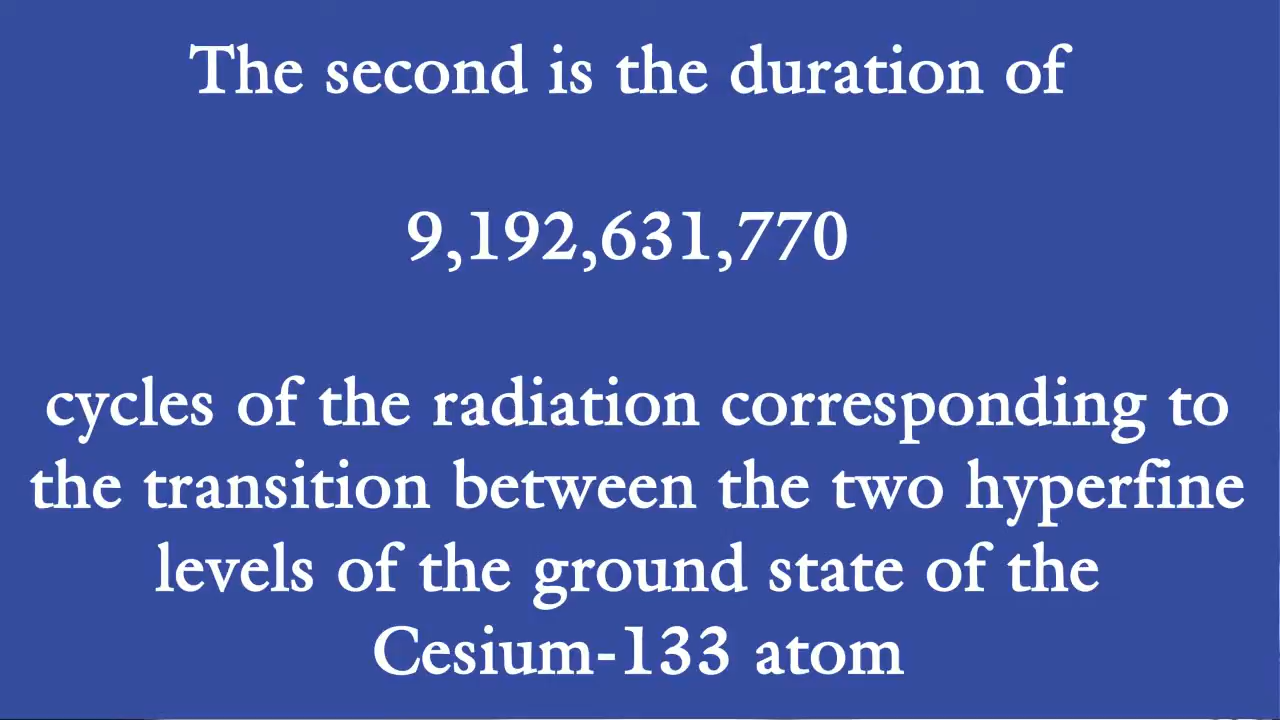 The second is the duration of
9,192,631,770
cycles of the radiation corresponding to
the transition between the two hyperfine
levels of the ground state of the
Cesium-133 atom